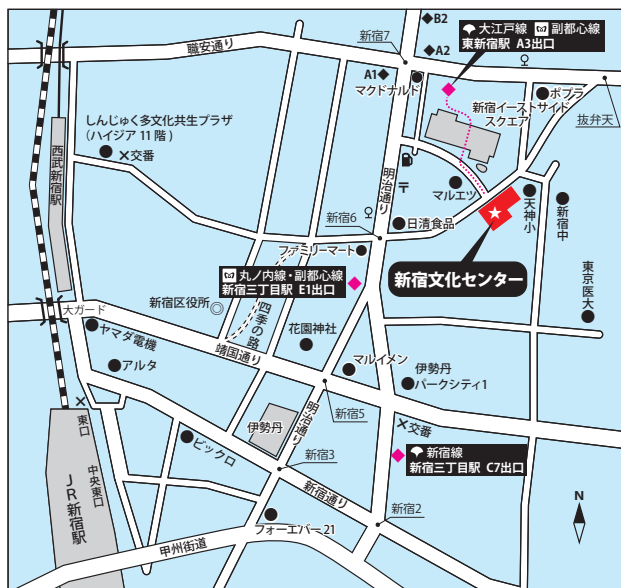 B2
新宿7
大江戸線 副都心線
東新宿駅 A3出口
職安通り
A2
A1
マクドナルド
ポプラ
新宿イーストサイド
スクエア
抜弁天
しんじゅく多文化共生プラザ
(ハイジア 11 階)
交番
西武新宿駅
明治通り
マルエツ
天神小
新宿中
新宿6
日清食品
ファミリーマート
新宿文化センター
丸ノ内線・副都心線
新宿三丁目駅 E1出口
東京医大
大ガード
新宿区役所
四季の路
花園神社
ヤマダ電機
靖国通り
マルイメン
アルタ
伊勢丹
パークシティ1
新宿5
東口
伊勢丹
明治通り
交番
ビックロ
新宿3
新宿線
新宿三丁目駅 C7出口
中央東口
JR新宿駅
新宿通り
新宿2
N
フォーエバー21
甲州街道